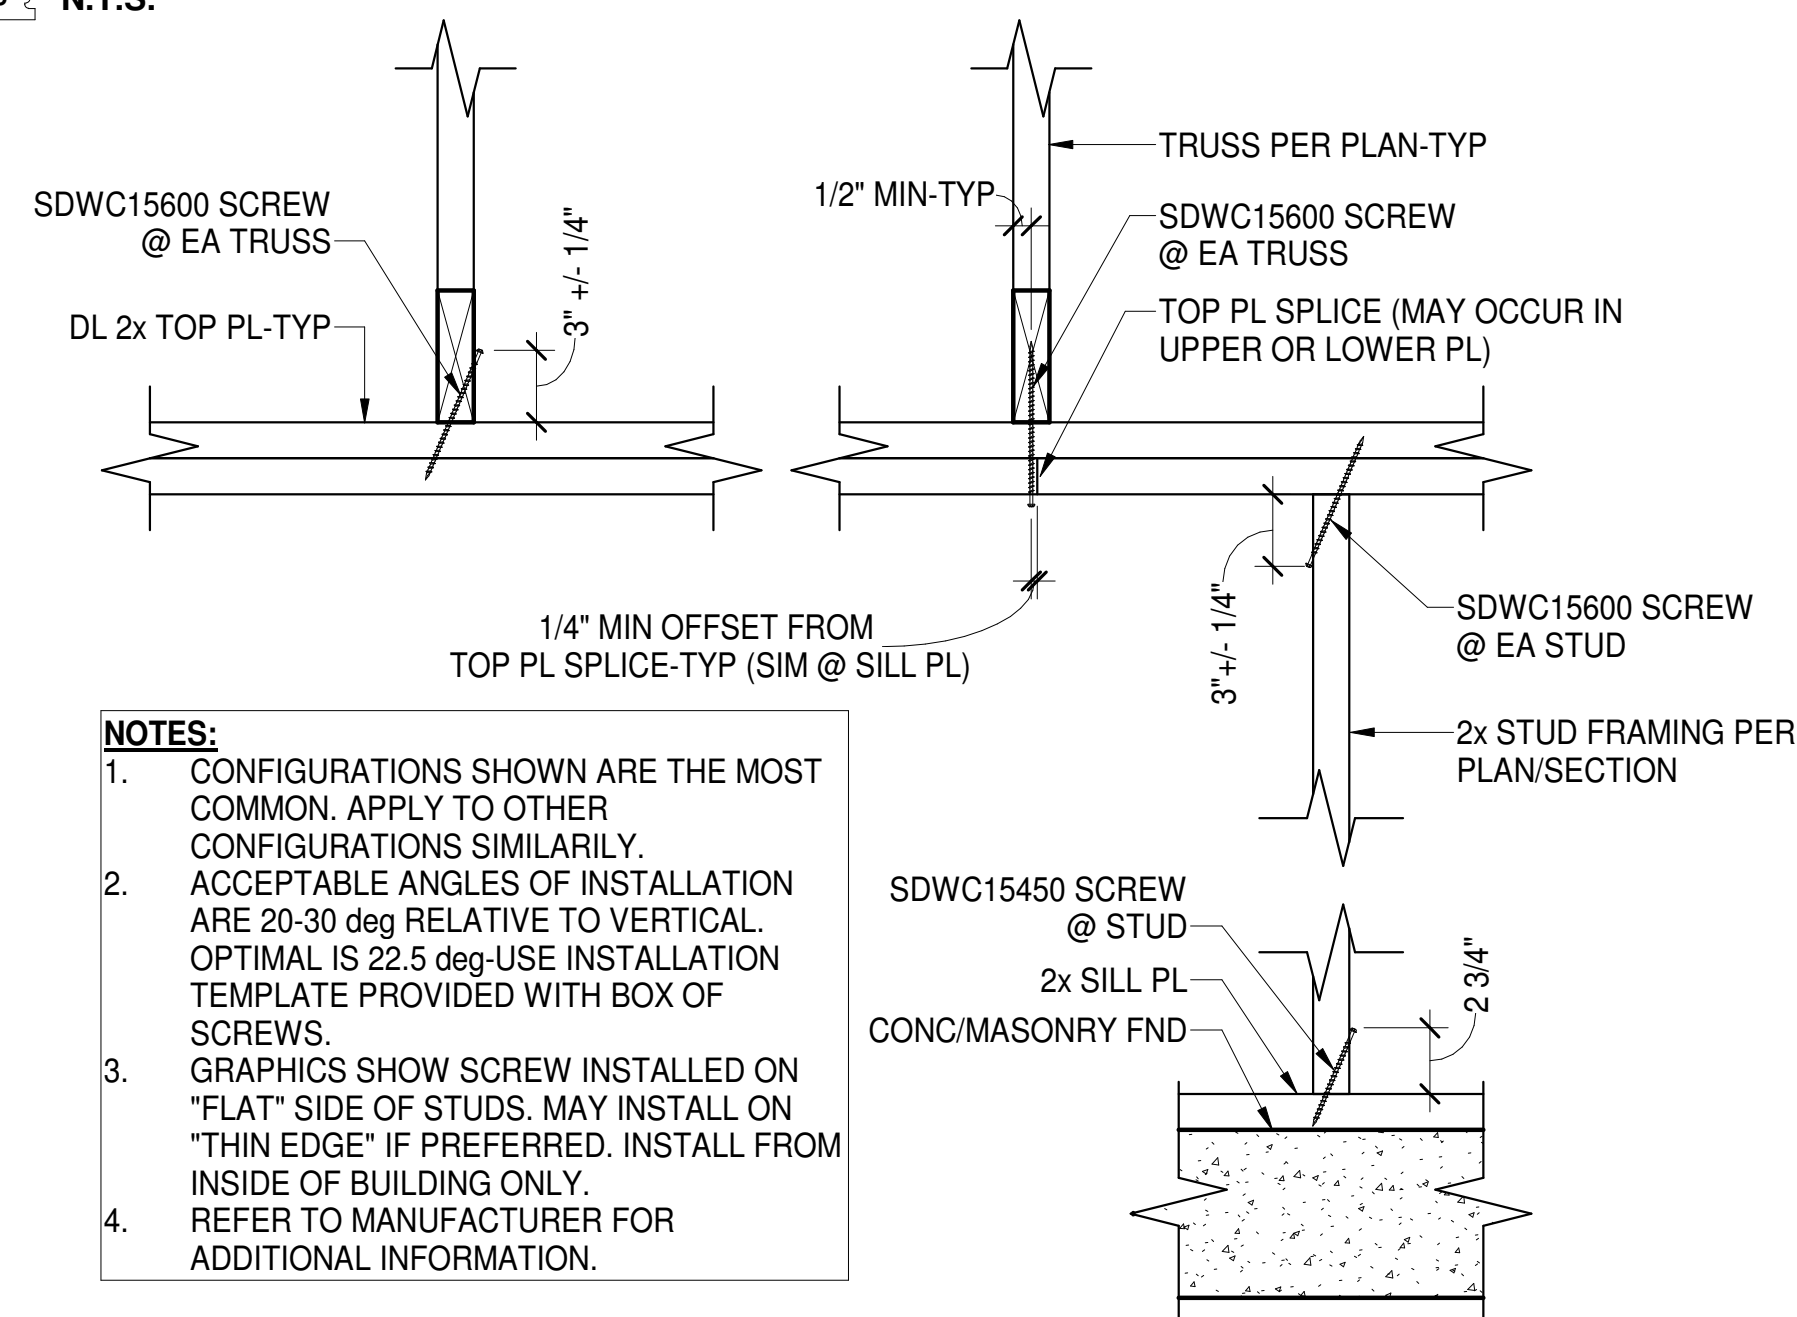 N.T.S.
SDWC15600 SCREW
@ EA TRUSS
DL 2x TOP PL-TYP
3" +/- 1/4"
1/2" MIN-TYP
TRUSS PER PLAN-TYP
SDWC15600 SCREW
@ EA TRUSS
TOP PL SPLICE (MAY OCCUR IN
UPPER OR LOWER PL)
1/4" MIN OFFSET FROM
TOP PL SPLICE-TYP (SIM @ SILL PL)
3"+/- 1/4"
SDWC15600 SCREW
@ EA STUD
2x STUD FRAMING PER
PLAN/SECTION
SDWC15450 SCREW
@ STUD
2x SILL PL
CONC/MASONRY FND
2 3/4"
NOTES:
1. CONFIGURATIONS SHOWN ARE THE MOST
COMMON. APPLY TO OTHER
CONFIGURATIONS SIMILARILY.
2. ACCEPTABLE ANGLES OF INSTALLATION
ARE 20-30 deg RELATIVE TO VERTICAL.
OPTIMAL IS 22.5 deg-USE INSTALLATION
TEMPLATE PROVIDED WITH BOX OF
SCREWS.
3. GRAPHICS SHOW SCREW INSTALLED ON
"FLAT" SIDE OF STUDS. MAY INSTALL ON
"THIN EDGE" IF PREFERRED. INSTALL FROM
INSIDE OF BUILDING ONLY.
4. REFER TO MANUFACTURER FOR
ADDITIONAL INFORMATION.